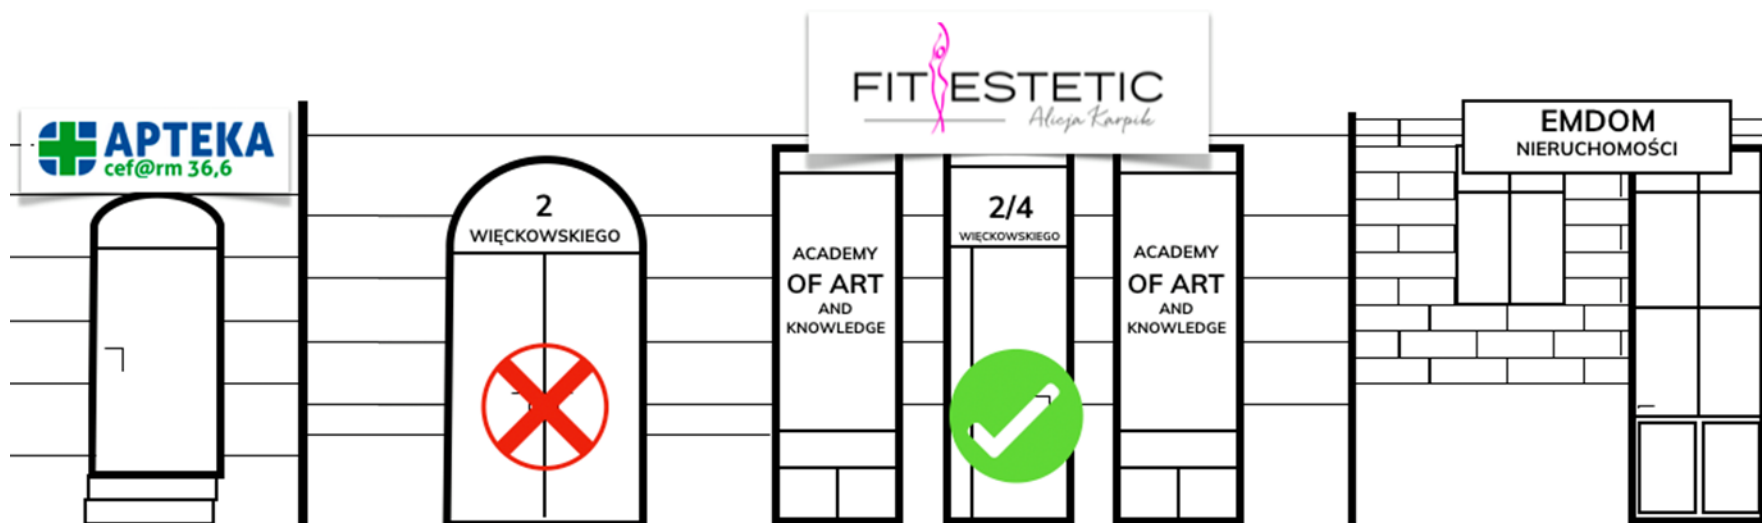 APTEKA
cef@rm 36,6
2
WIĘCKOWSKIEGO
FIT ESTETIC
Alicja Karpik
ACADEMY
OF ART
AND
KNOWLEDGE
2/4
WIĘCKOWSKIEGO
ACADEMY
OF ART
AND
KNOWLEDGE
EMDOM
NIERUCHOMOŚCI